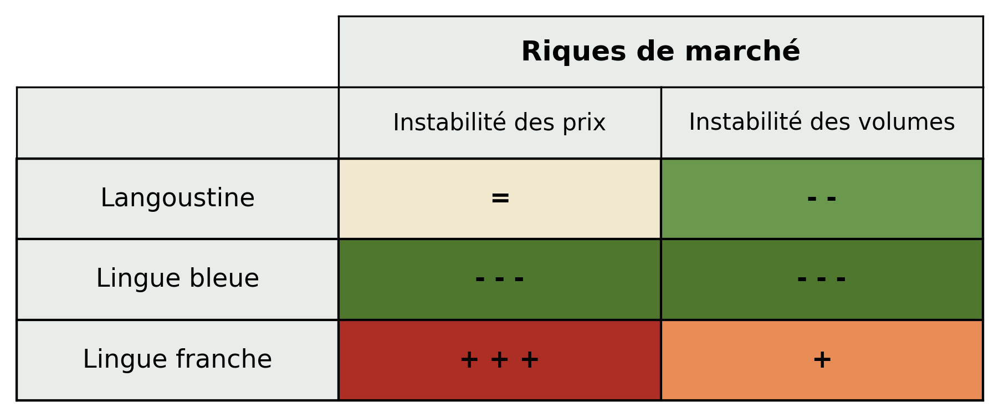 Riques de marché
Instabilité des prix Instabilité des volumes
Langoustine = - -
Lingue bleue - - - - - -
Lingue franche + + + +